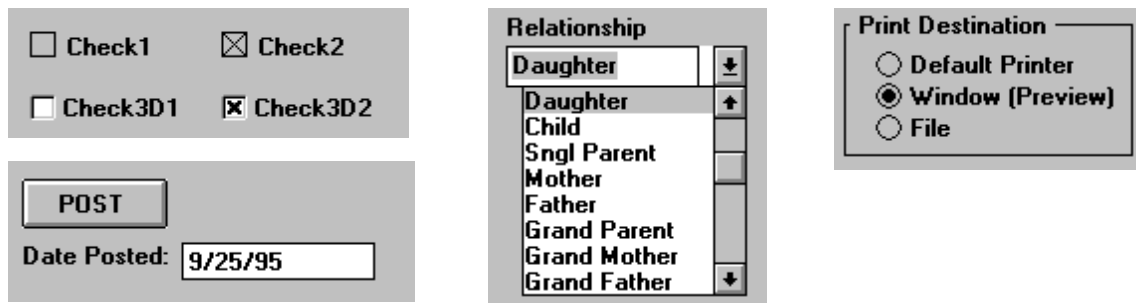 Check1 Check2
Check3D1 Check3D2
POST
Date Posted: 9/25/95
Relationship
Daughter
Daughter
Child
Sngl Parent
Mother
Father
Grand Parent
Grand Mother
Grand Father
Print Destination
Default Printer
Window (Preview)
File